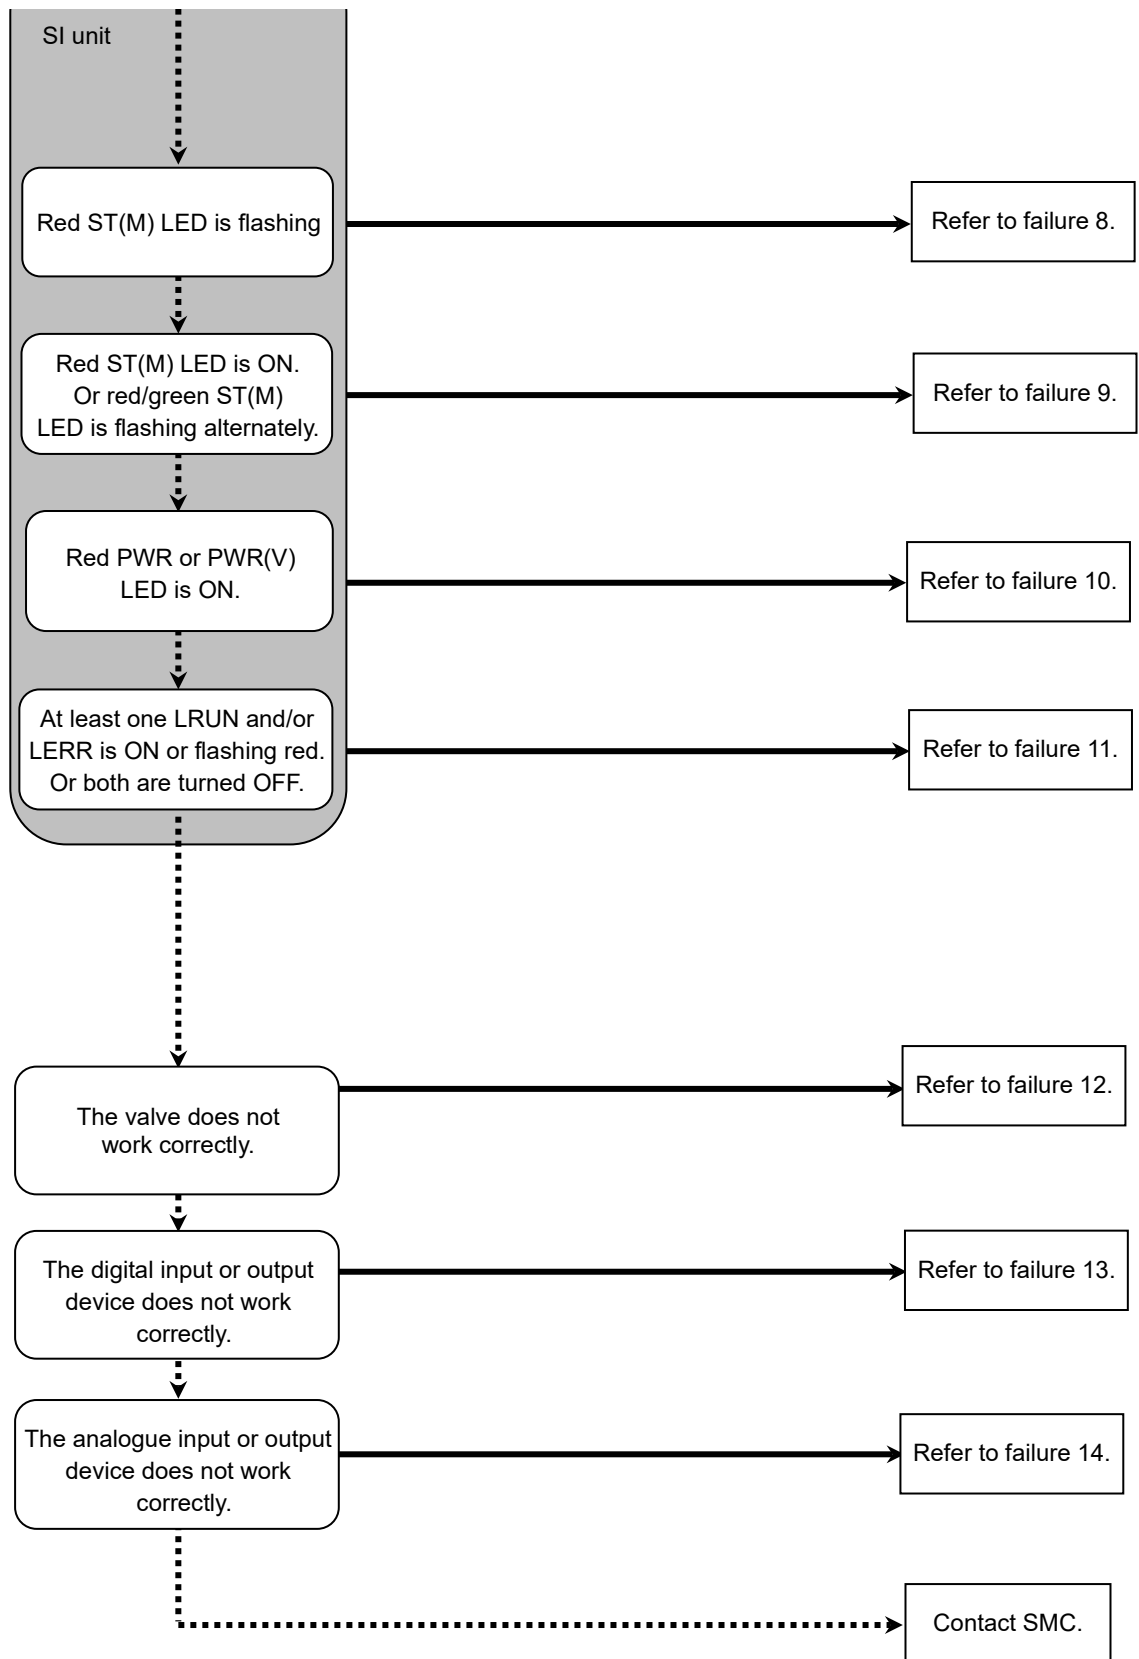 SI unit
Red ST(M) LED is flashing
Refer to failure 8.
Red ST(M) LED is ON.
Or red/green ST(M)
LED is flashing alternately.
Refer to failure 9.
Red PWR or PWR(V)
LED is ON.
Refer to failure 10.
At least one LRUN and/or
LERR is ON or flashing red.
Or both are turned OFF.
Refer to failure 11.
The valve does not
work correctly.
Refer to failure 12.
The digital input or output
device does not work
correctly.
Refer to failure 13.
The analogue input or output
device does not work
correctly.
Refer to failure 14.
Contact SMC.